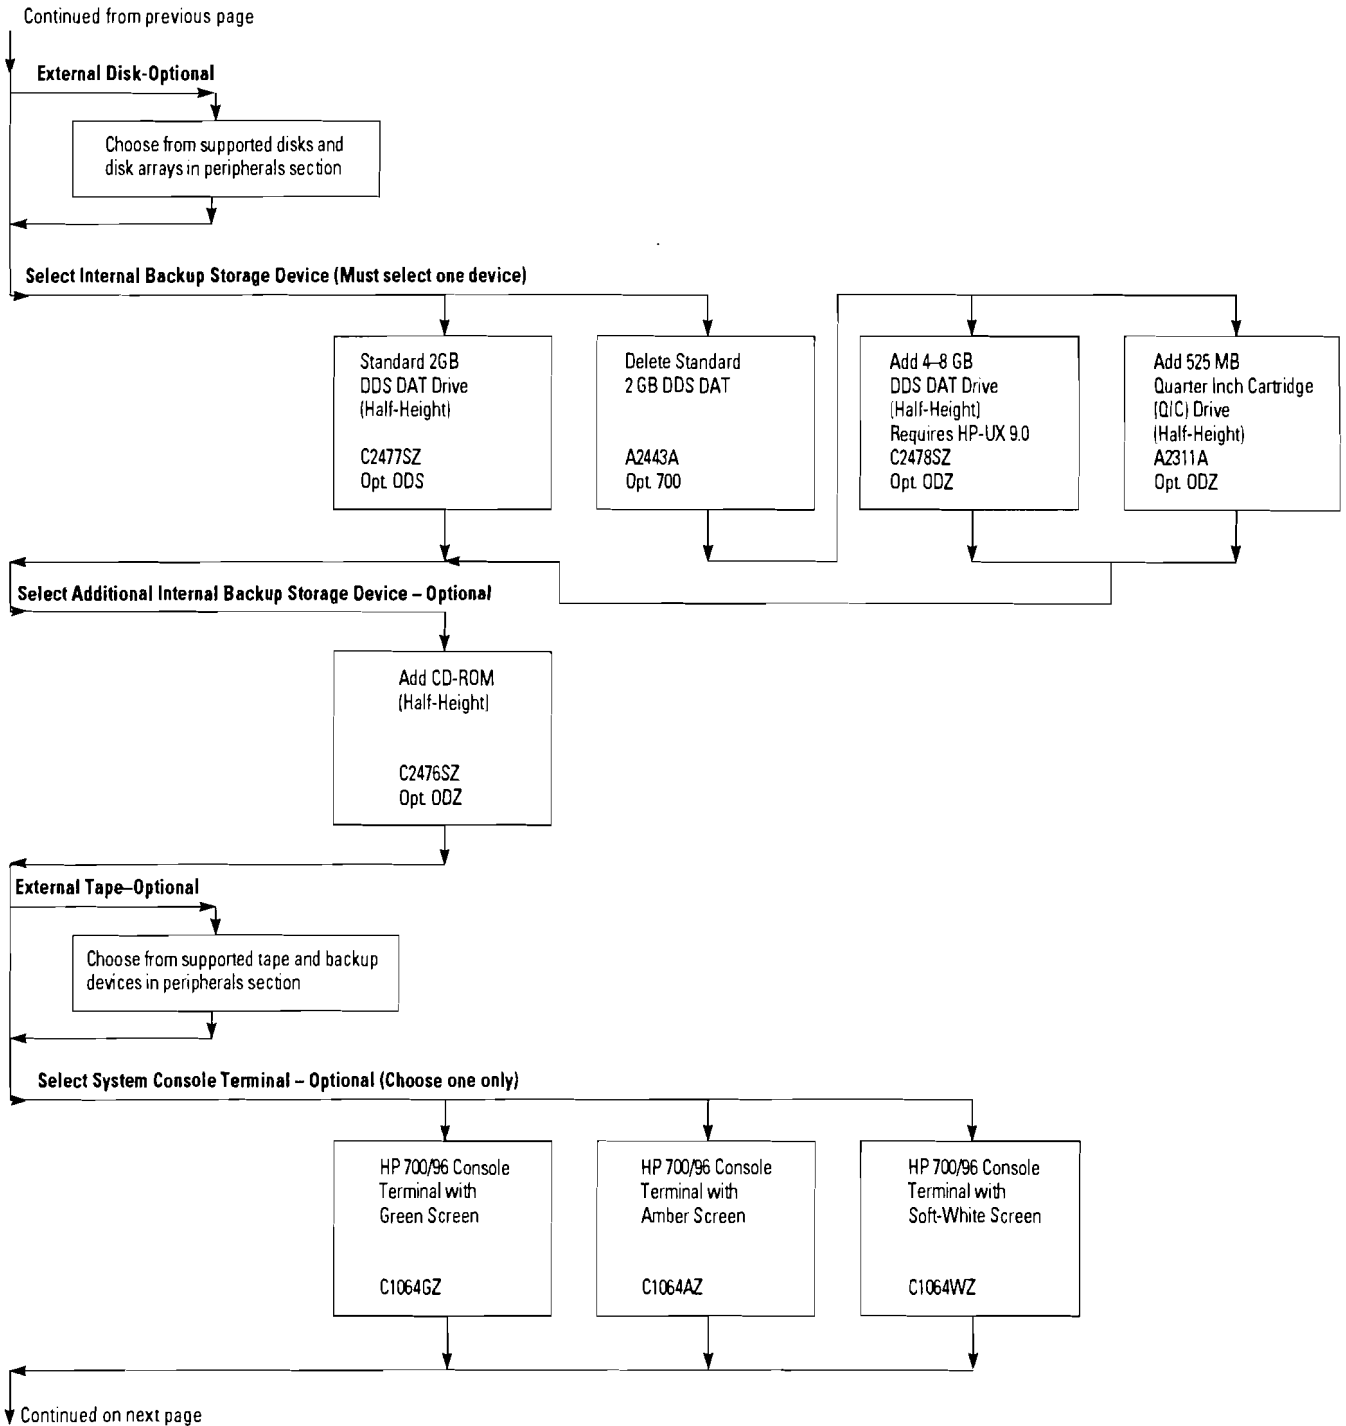 Continued from previous page
External Disk-Optional
Choose from supported disks and
disk arrays in peripherals section
Select Internal Backup Storage Device (Must select one device)
Standard 2GB
DDS DAT Drive
(Half-Height)
C2477SZ
Opt. ODS
Delete Standard
2 GB DDS DAT
A2443A
Opt. 700
Add 4–8 GB
DDS DAT Drive
(Half-Height)
Requires HP-UX 9.0
C2478SZ
Opt. ODZ
Add 525 MB
Quarter Inch Cartridge
(QIC) Drive
(Half-Height)
A2311A
Opt. ODZ
Select Additional Internal Backup Storage Device – Optional
Add CD-ROM
(Half-Height)
C2476SZ
Opt. ODZ
External Tape–Optional
Choose from supported tape and backup
devices in peripherals section
Select System Console Terminal – Optional (Choose one only)
HP 700/96 Console
Terminal with
Green Screen
C1064GZ
HP 700/96 Console
Terminal with
Amber Screen
C1064AZ
HP 700/96 Console
Terminal with
Soft-White Screen
C1064WZ
Continued on next page